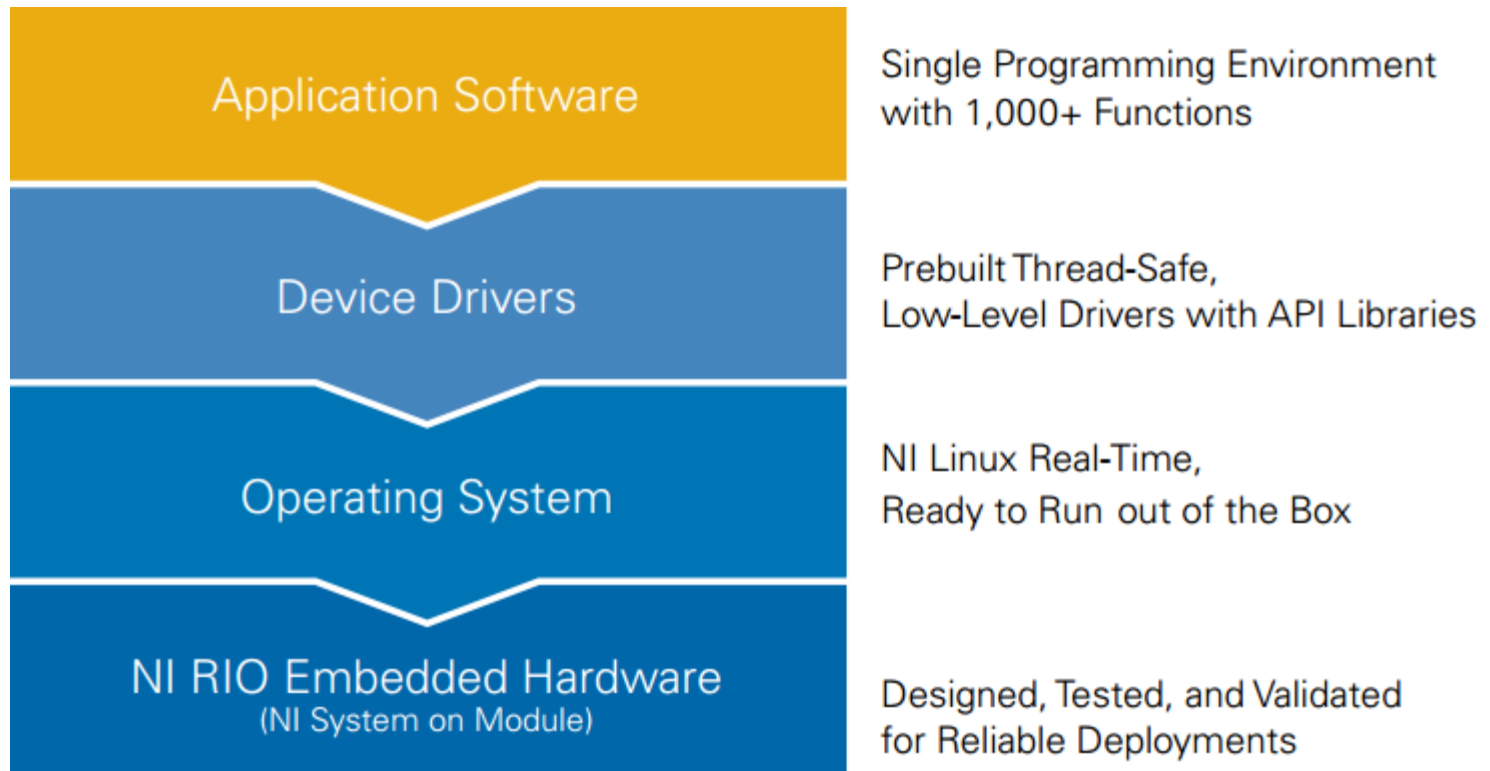 Application Software
Single Programming Environment
with 1,000+ Functions
Device Drivers
Prebuilt Thread-Safe,
Low-Level Drivers with API Libraries
Operating System
NI Linux Real-Time,
Ready to Run out of the Box
NI RIO Embedded Hardware
(NI System on Module)
Designed, Tested, and Validated
for Reliable Deployments